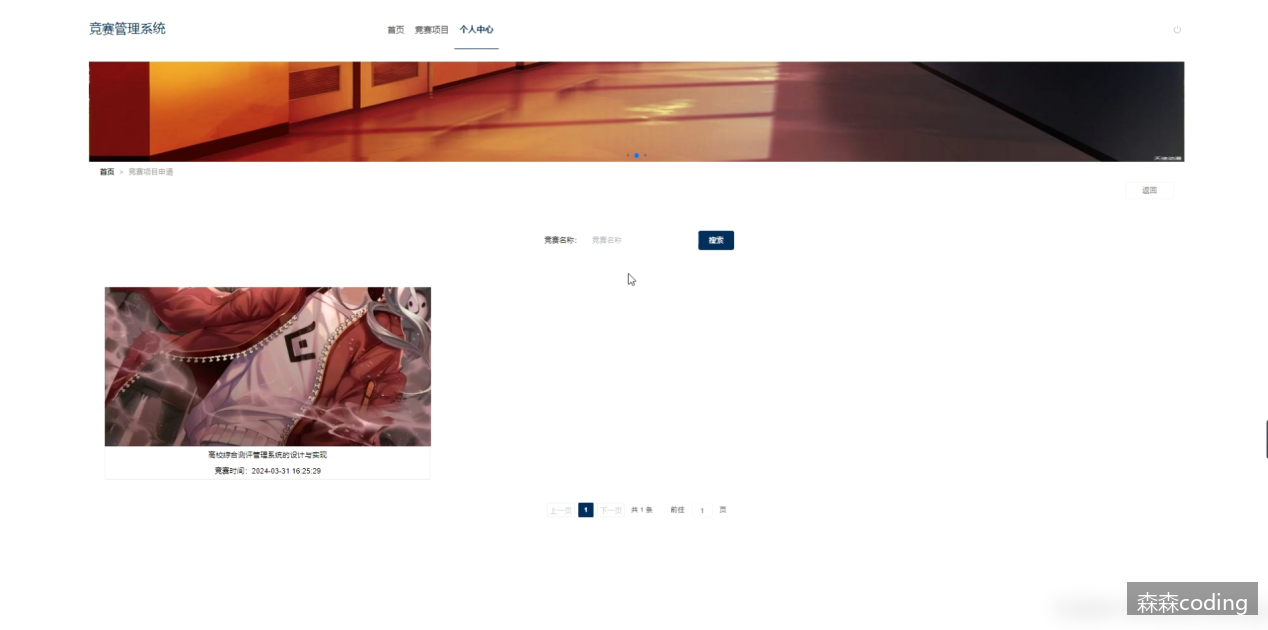 竞赛管理系统
首页 竞赛项目 个人中心
天使动漫
首页 > 竞赛项目申请
返回
竞赛名称: 竞赛名称 搜索
高校综合测评管理系统的设计与实现
竞赛时间: 2024-03-31 16:25:29
上一页 1 下一页 共 1 条 前往 1 页
森森coding